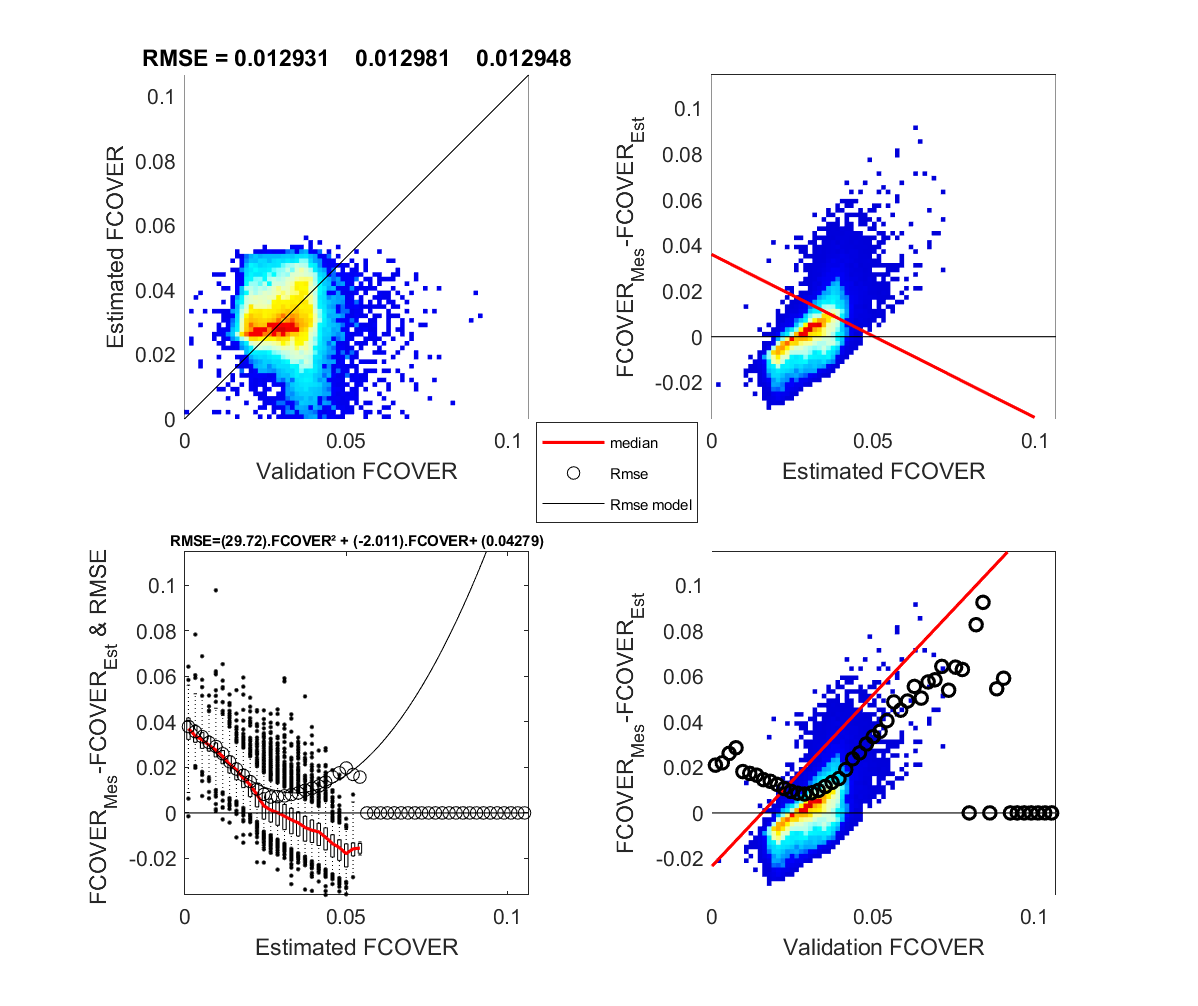 RMSE = 0.012931 0.012981 0.012948
0.1
0.08
0.06
0.04
0.02
0
0 0.05 0.1
Estimated FCOVER
Validation FCOVER
0.1
0.08
0.06
0.04
0.02
0
-0.02
0 0.05 0.1
FCOVERMes-FCOVEREst
Estimated FCOVER
median
Rmse
Rmse model
RMSE=(29.72).FCOVER² + (-2.011).FCOVER+ (0.04279)
0.1
0.08
0.06
0.04
0.02
0
-0.02
0 0.05 0.1
FCOVERMes-FCOVEREst & RMSE
Estimated FCOVER
0.1
0.08
0.06
0.04
0.02
0
-0.02
0 0.05 0.1
FCOVERMes-FCOVEREst
Validation FCOVER